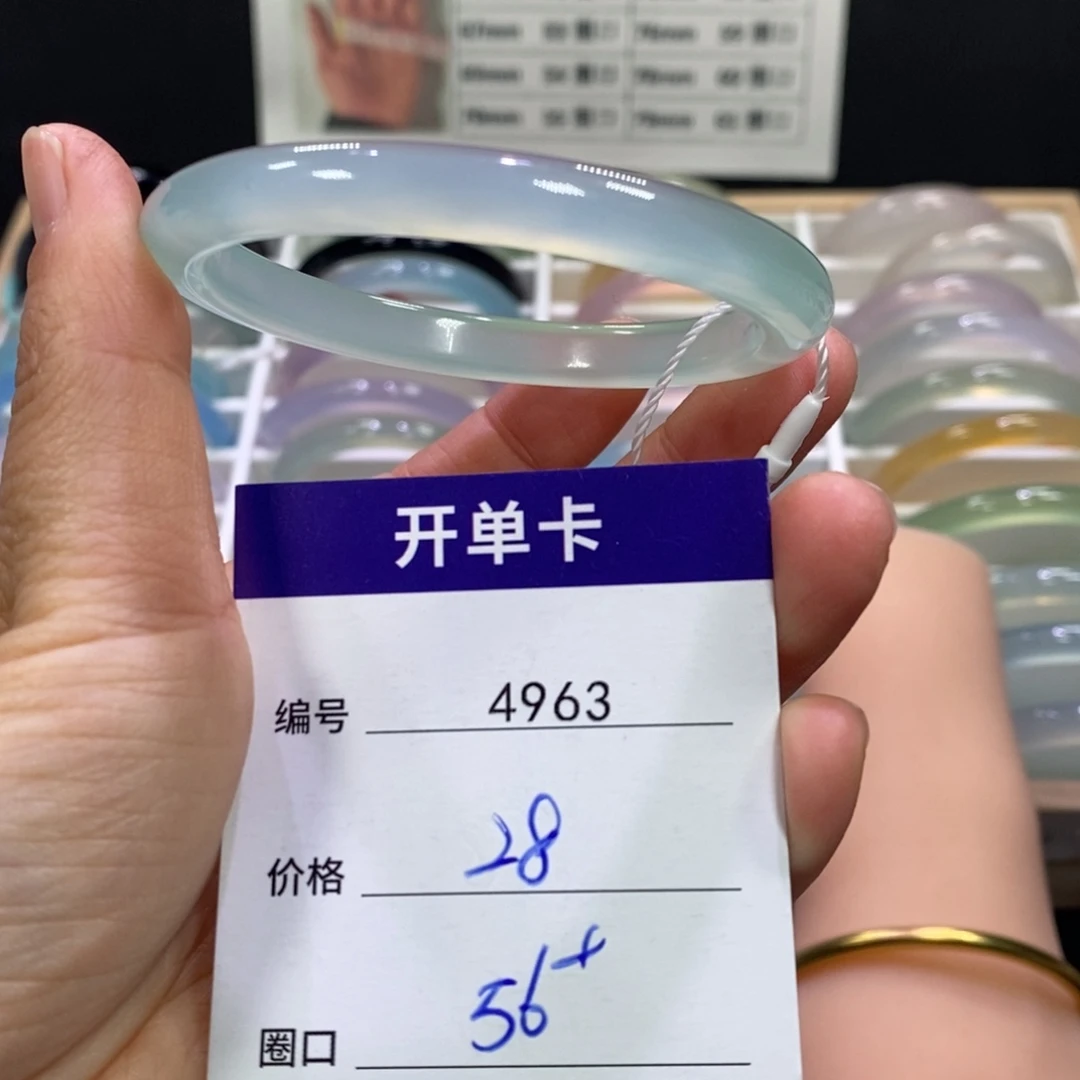 开单卡
编号 4963
价格 28
圈口 56+